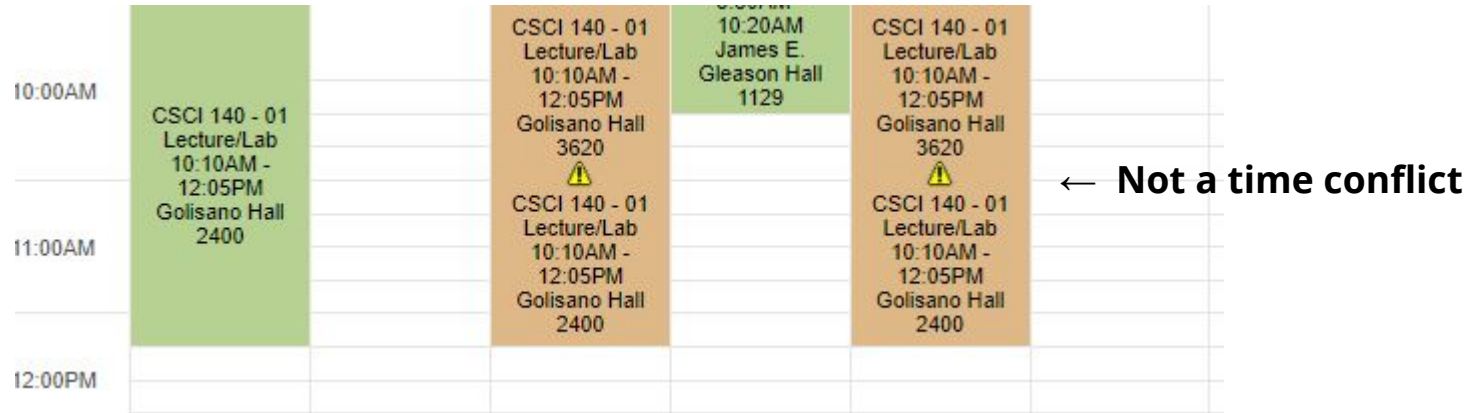 10:00AM
11:00AM
12:00PM
CSCI 140 - 01
Lecture/Lab
10:10AM -
12:05PM
Golisano Hall
2400
CSCI 140 - 01
Lecture/Lab
10:10AM -
12:05PM
Golisano Hall
3620
CSCI 140 - 01
Lecture/Lab
10:10AM -
12:05PM
Golisano Hall
2400
10:20AM
James E.
Gleason Hall
1129
CSCI 140 - 01
Lecture/Lab
10:10AM -
12:05PM
Golisano Hall
3620
CSCI 140 - 01
Lecture/Lab
10:10AM -
12:05PM
Golisano Hall
2400
← Not a time conflict